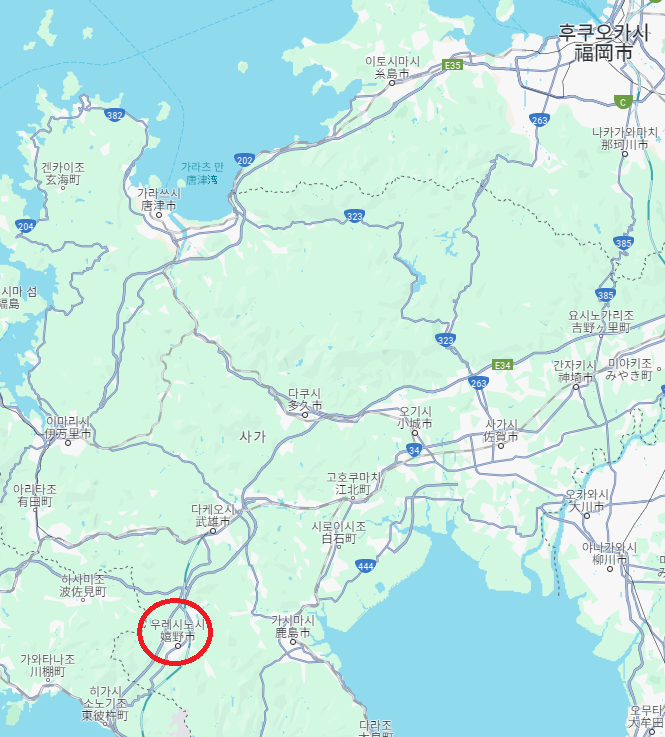 후쿠오카시
福岡市
이토시마시
糸島市
E35
C
382
263
나카가와마치
那珂川市
202
겐카이조
玄海町
가라츠 만
唐津湾
가라쓰시
唐津市
204
323
385
시마 섬
福島
385
요시노가리조
吉野ヶ里町
323
E34
간자키시
神埼市
미야키조
みやき町
263
다쿠시
多久市
오기시
小城市
사가시
佐賀市
이마리시
伊万里市
사가
34
고호쿠마치
江北町
아리타조
有田町
오카와시
大川市
다케오시
武雄市
시로이시조
白石町
야나가와시
柳川市
444
하사미조
波佐見町
우레시노시
嬉野市
가시마시
鹿島市
가와타나조
川棚町
히가시
소노기조
東彼杵町
다라조
오무타
大牟田